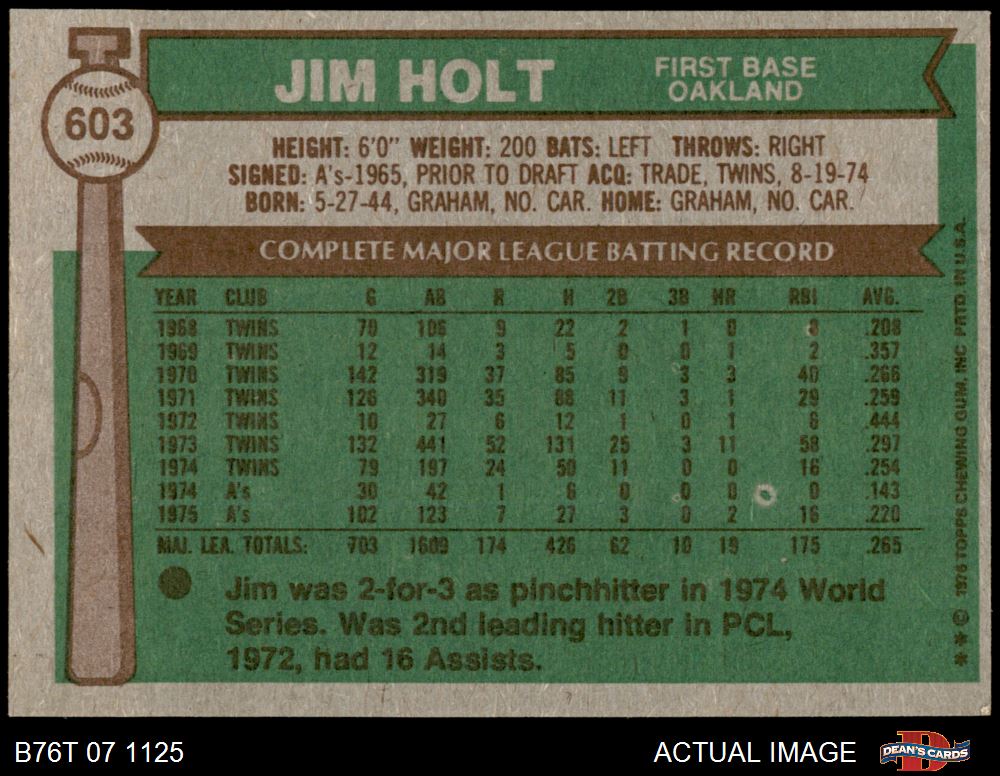 603
JIM HOLT
FIRST BASE
OAKLAND
HEIGHT: 6'0" WEIGHT: 200 BATS: LEFT THROWS: RIGHT
SIGNED: A's-1965, PRIOR TO DRAFT ACQ: TRADE, TWINS, 8-19-74
BORN: 5-27-44, GRAHAM, NO. CAR. HOME: GRAHAM, NO. CAR.
COMPLETE MAJOR LEAGUE BATTING RECORD
YEAR CLUB G AB R H 2B 3B HR RBI AVG.
1968 TWINS 70 106 9 22 2 1 0 8 .208
1969 TWINS 12 14 3 5 0 0 1 2 .357
1970 TWINS 142 319 37 85 9 3 3 40 .266
1971 TWINS 126 340 35 88 11 3 1 29 .259
1972 TWINS 10 27 6 12 1 0 1 6 .444
1973 TWINS 132 441 52 131 25 3 11 58 .297
1974 TWINS 79 197 24 50 11 0 0 16 .254
1974 A's 30 42 1 6 0 0 0 0 .143
1975 A's 102 123 7 27 3 0 2 16 .220
MAJ. LEA. TOTALS: 703 1609 174 426 62 10 19 175 .265
Jim was 2-for-3 as pinchhitter in 1974 World
Series. Was 2nd leading hitter in PCL,
1972, had 16 Assists.
** © 1976 TOPPS CHEWING GUM, INC PRTD. IN U.S.A.
B76T 07 1125
ACTUAL IMAGE
DEAN'S CARDS